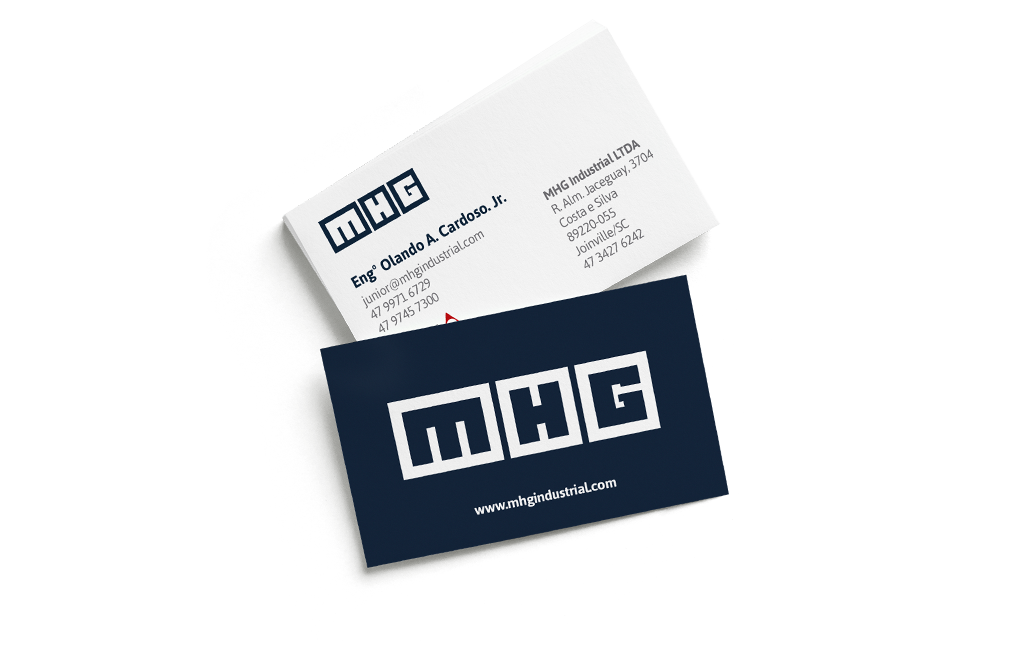 MHG
Engº Olando A. Cardoso. Jr.
junior@mhgindustrial.com
47 9971 6729
47 9745 7300
MHG Industrial LTDA
R. Alm. Jaceguay, 3704
Costa e Silva
89220-055
Joinville/SC
47 3427 6242
MHG
www.mhgindustrial.com